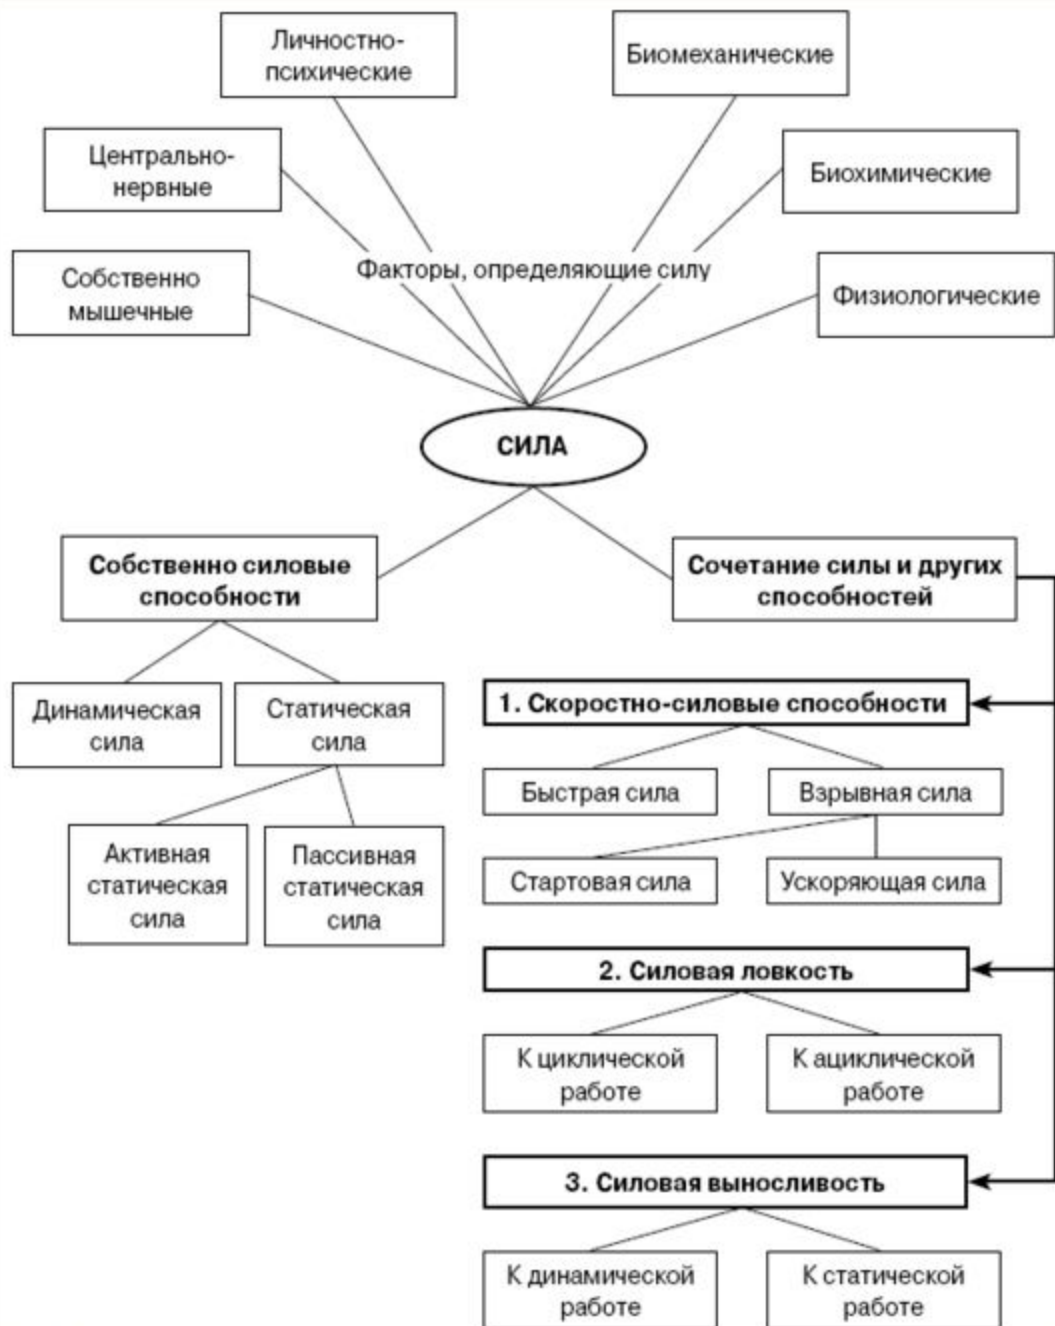 Личностно-
психические
Биомеханические
Центрально-
нервные
Биохимические
Собственно
мышечные
Факторы, определяющие силу
Физиологические
СИЛА
Собственно силовые
способности
Сочетание силы и других
способностей
Динамическая
сила
Статическая
сила
Активная
статическая
сила
Пассивная
статическая
сила
1. Скоростно-силовые способности
Быстрая сила
Взрывная сила
Стартовая сила
Ускоряющая сила
2. Силовая ловкость
К циклической
работе
К ациклической
работе
3. Силовая выносливость
К динамической
работе
К статической
работе